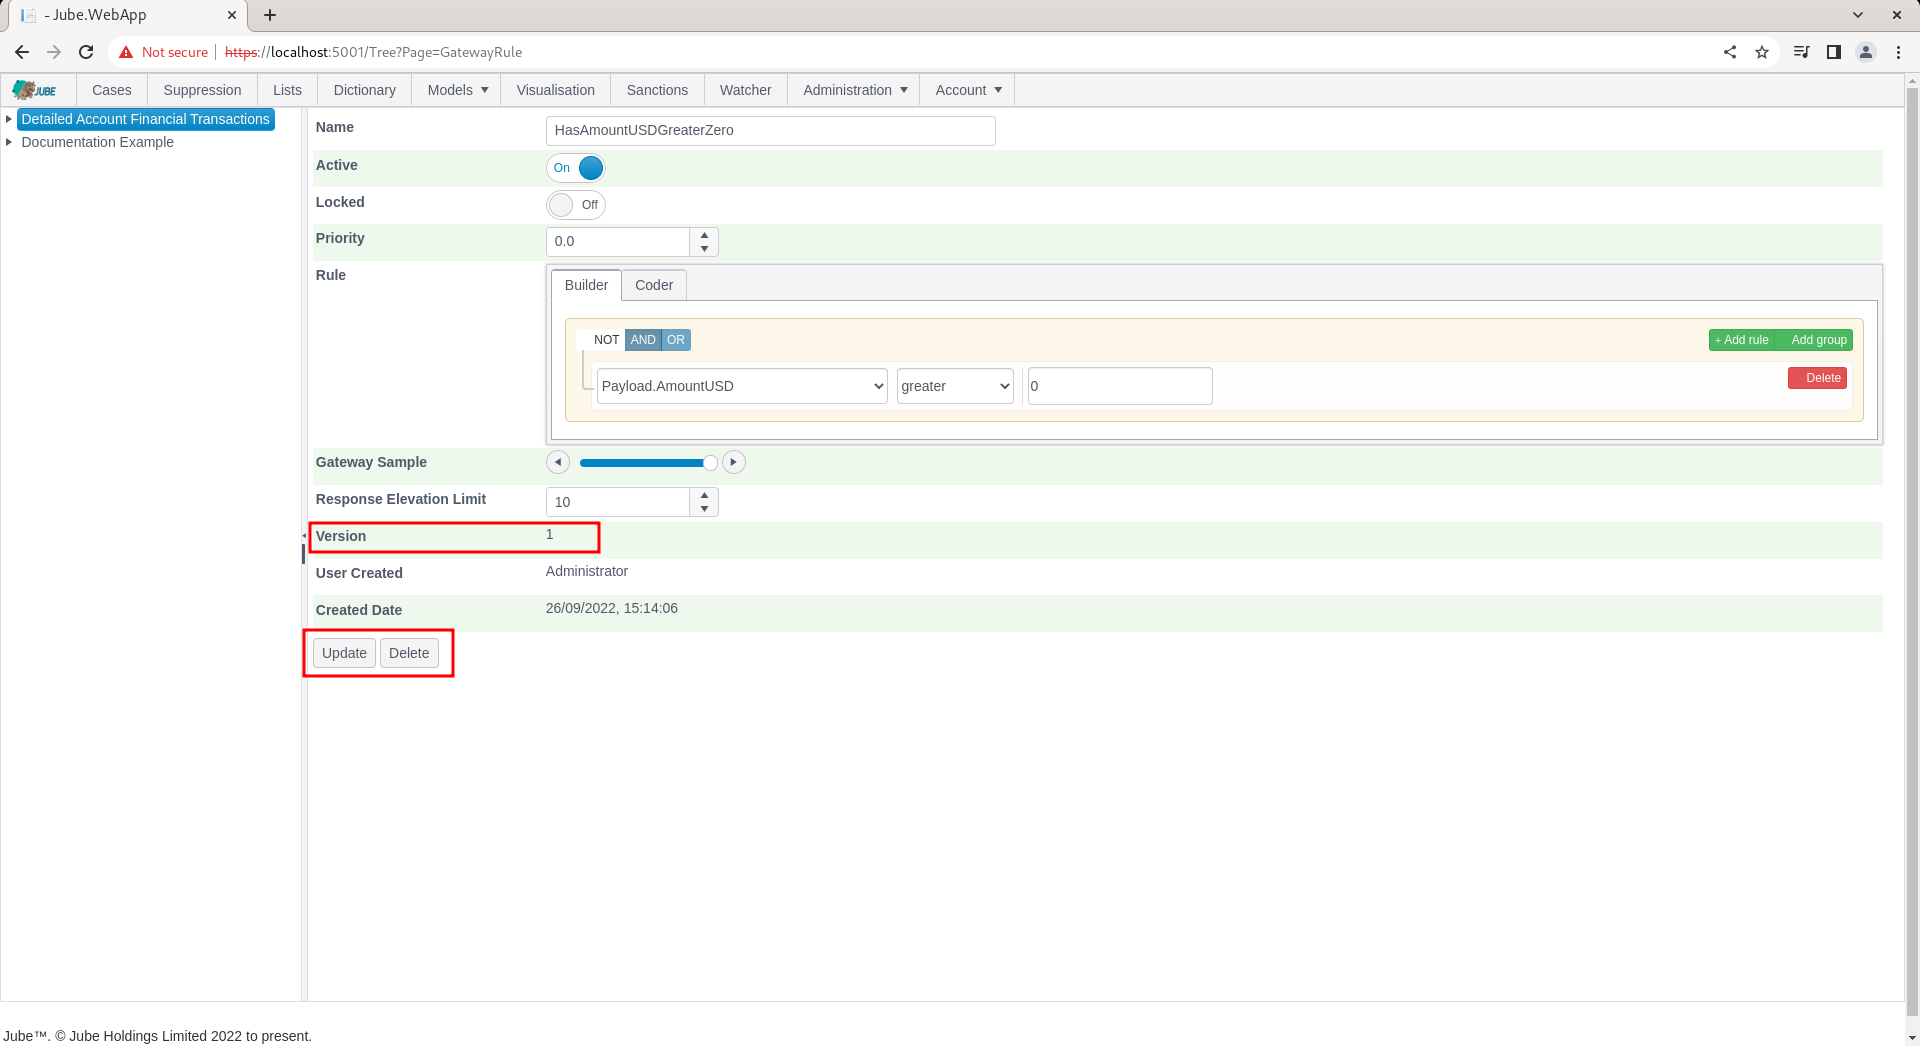 - Jube.WebApp
Not secure https://localhost:5001/Tree?Page=GatewayRule
JUBE Cases Suppression Lists Dictionary Models Visualisation Sanctions Watcher Administration Account
Detailed Account Financial Transactions
Documentation Example
Name HasAmountUSDGreaterZero
Active On
Locked Off
Priority 0.0
Rule Builder Coder
NOT AND OR + Add rule Add group
Payload.AmountUSD greater 0 Delete
Gateway Sample
Response Elevation Limit 10
Version 1
User Created Administrator
Created Date 26/09/2022, 15:14:06
Update Delete
Jube™. © Jube Holdings Limited 2022 to present.